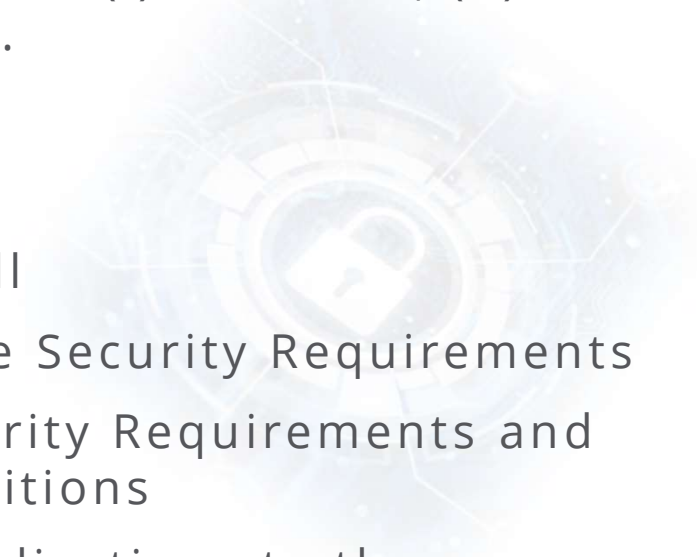 .
ll
e Security Requirements
rity Requirements and
itions